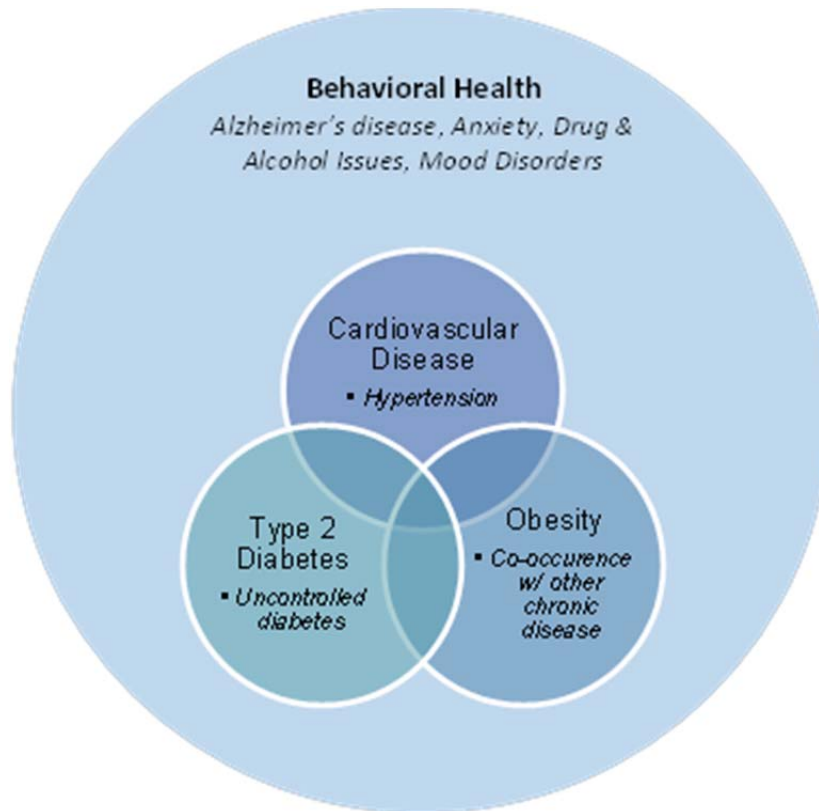 Behavioral Health
Alzheimer's disease, Anxiety, Drug &
Alcohol Issues, Mood Disorders
Cardiovascular
Disease
▪ Hypertension
Type 2
Diabetes
▪ Uncontrolled
diabetes
Obesity
▪ Co-occurence
w/ other
chronic
disease